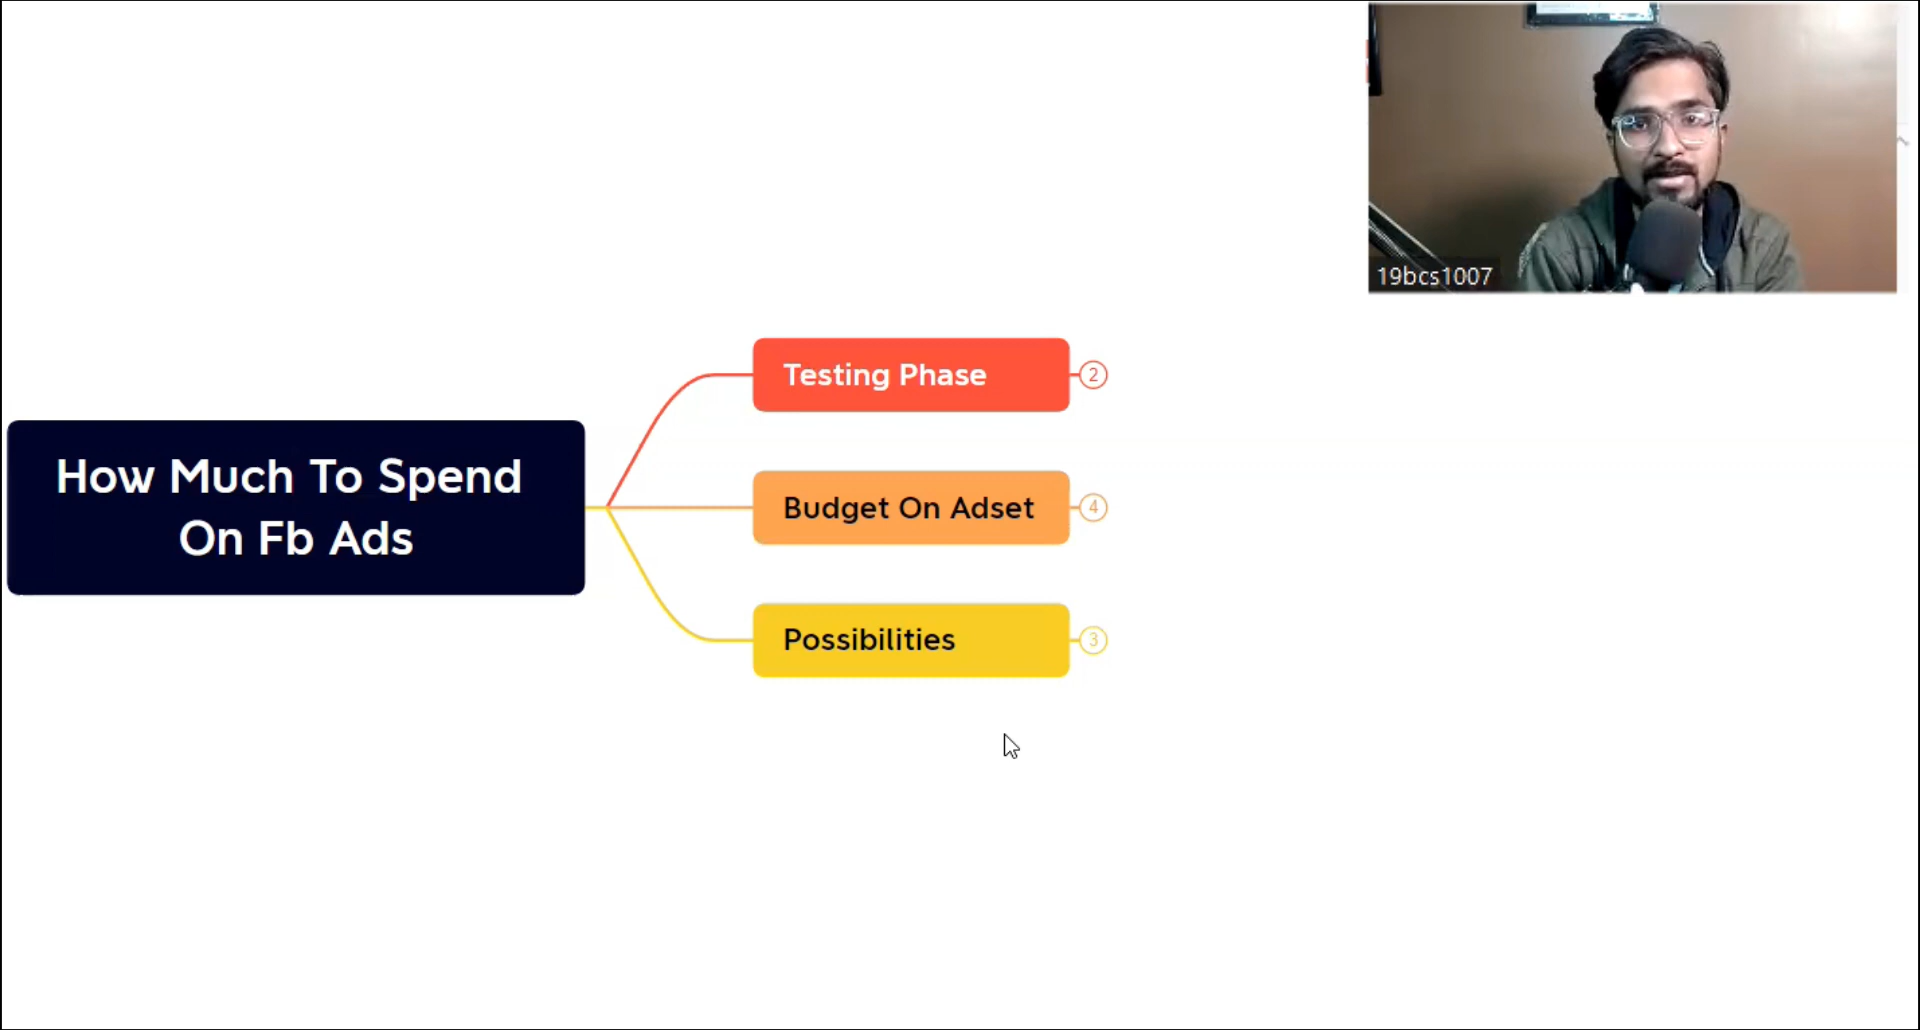 19bcs1007
Testing Phase
2
How Much To Spend
On Fb Ads
Budget On Adset
4
Possibilities
3